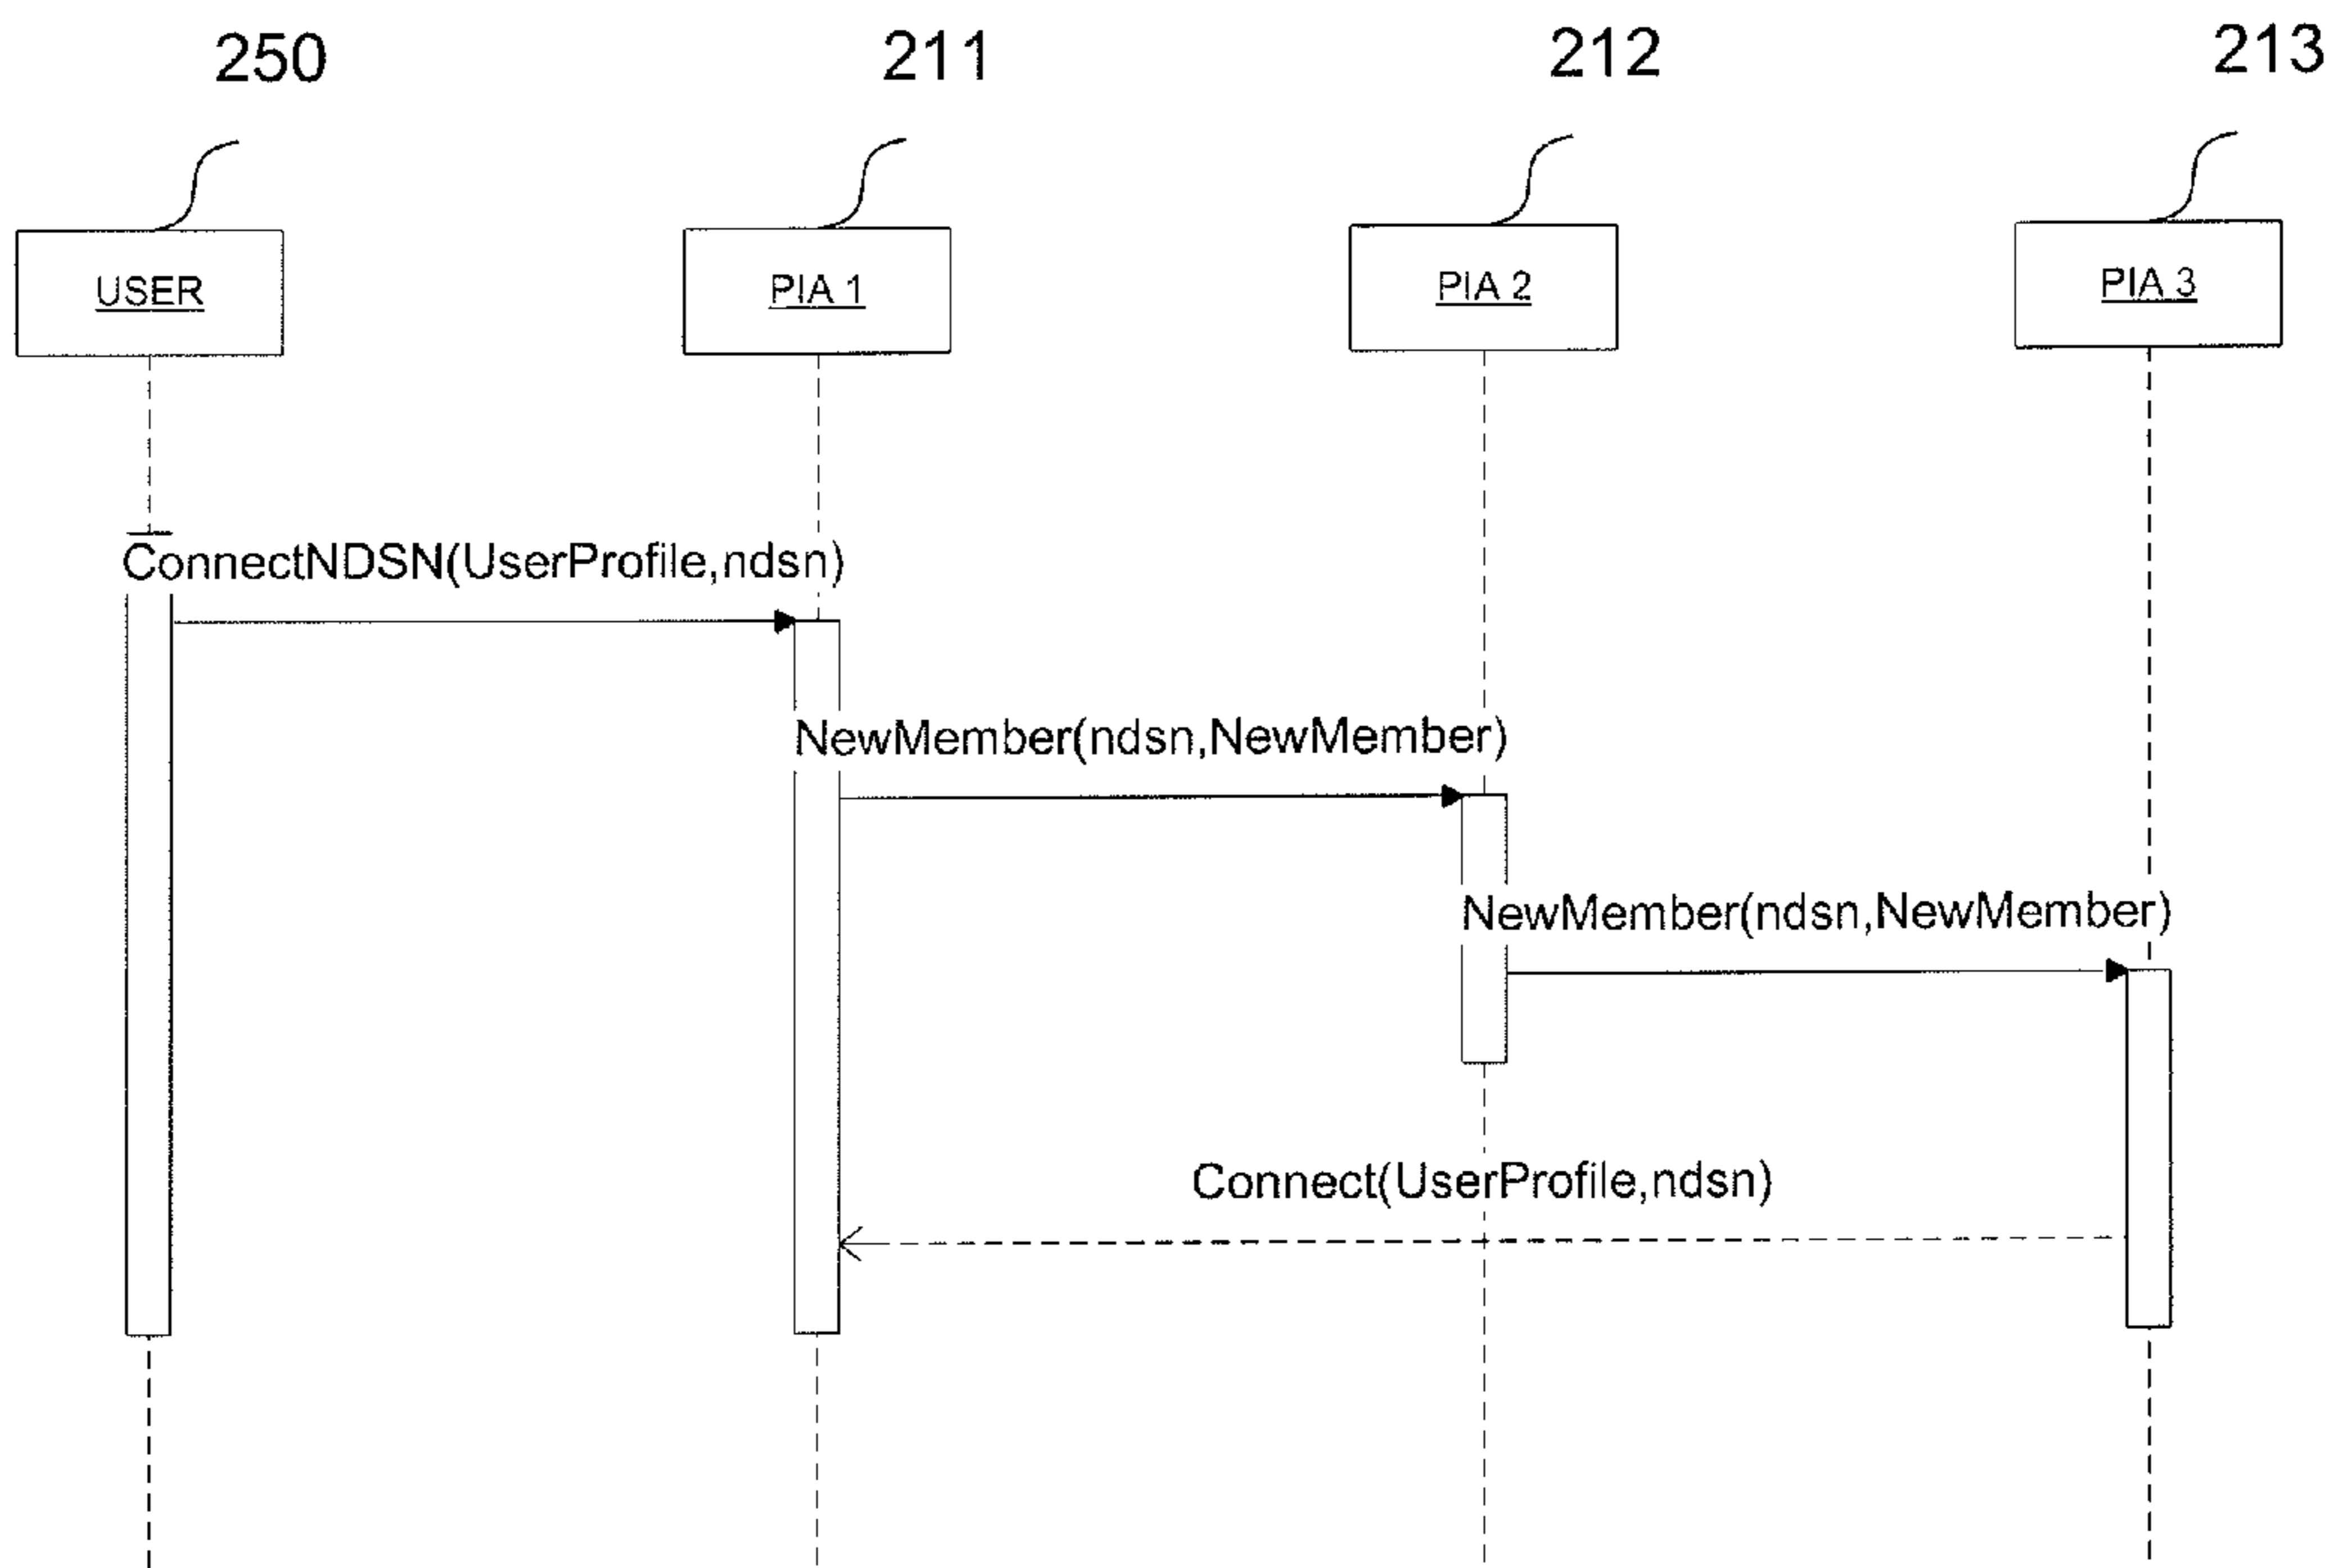 250
211
212
213
USER
PIA 1
PIA 2
PIA 3
ConnectNDSN(UserProfile,ndsn)
NewMember(ndsn,NewMember)
NewMember(ndsn,NewMember)
Connect(UserProfile,ndsn)